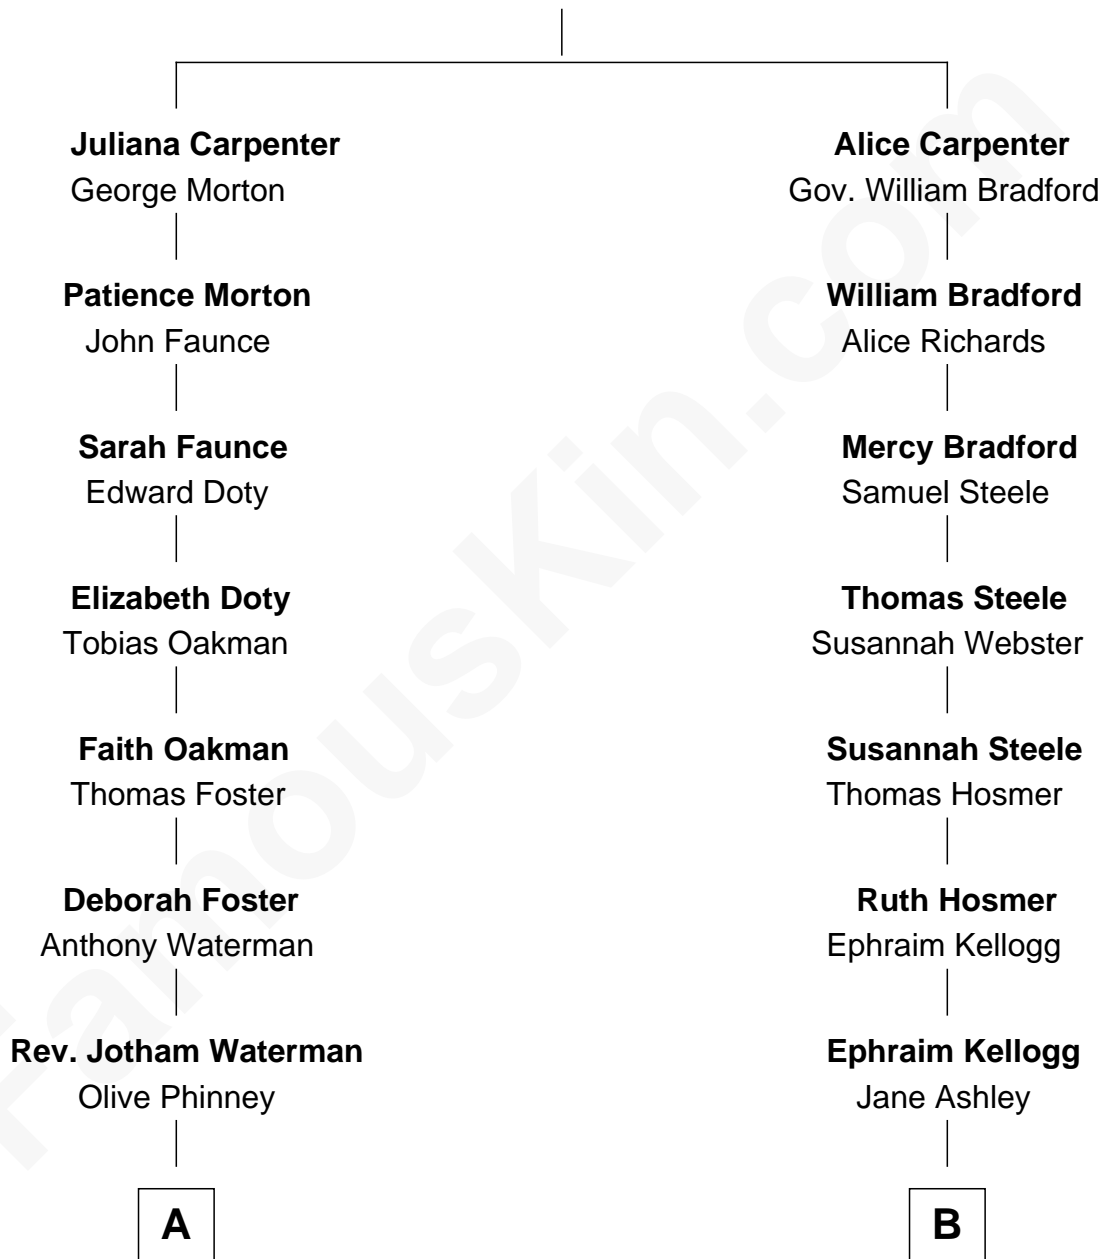 Juliana Carpenter
George Morton
Alice Carpenter
Gov. William Bradford
Patience Morton
John Faunce
William Bradford
Alice Richards
Sarah Faunce
Edward Doty
Mercy Bradford
Samuel Steele
Elizabeth Doty
Tobias Oakman
Thomas Steele
Susannah Webster
Faith Oakman
Thomas Foster
Susannah Steele
Thomas Hosmer
Deborah Foster
Anthony Waterman
Ruth Hosmer
Ephraim Kellogg
Rev. Jotham Waterman
Olive Phinney
Ephraim Kellogg
Jane Ashley
A
B
FamousKin.com